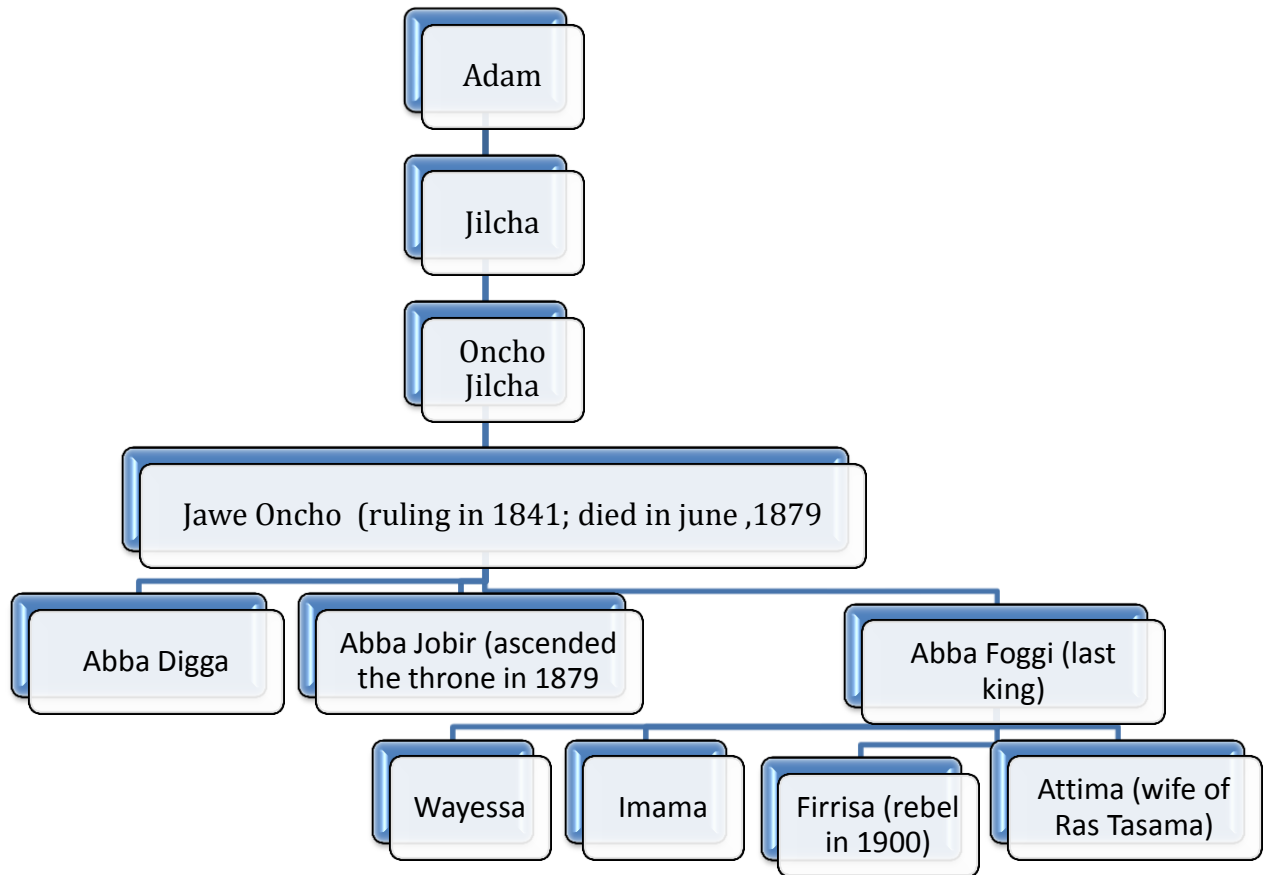 Adam
Jilcha
Oncho
Jilcha
Jawe Oncho  (ruling in 1841; died in june ,1879
Abba Digga
Abba Jobir (ascended
the throne in 1879
Abba Foggi (last
king)
Wayessa
Imama
Firrisa (rebel
in 1900)
Attima (wife of
Ras Tasama)